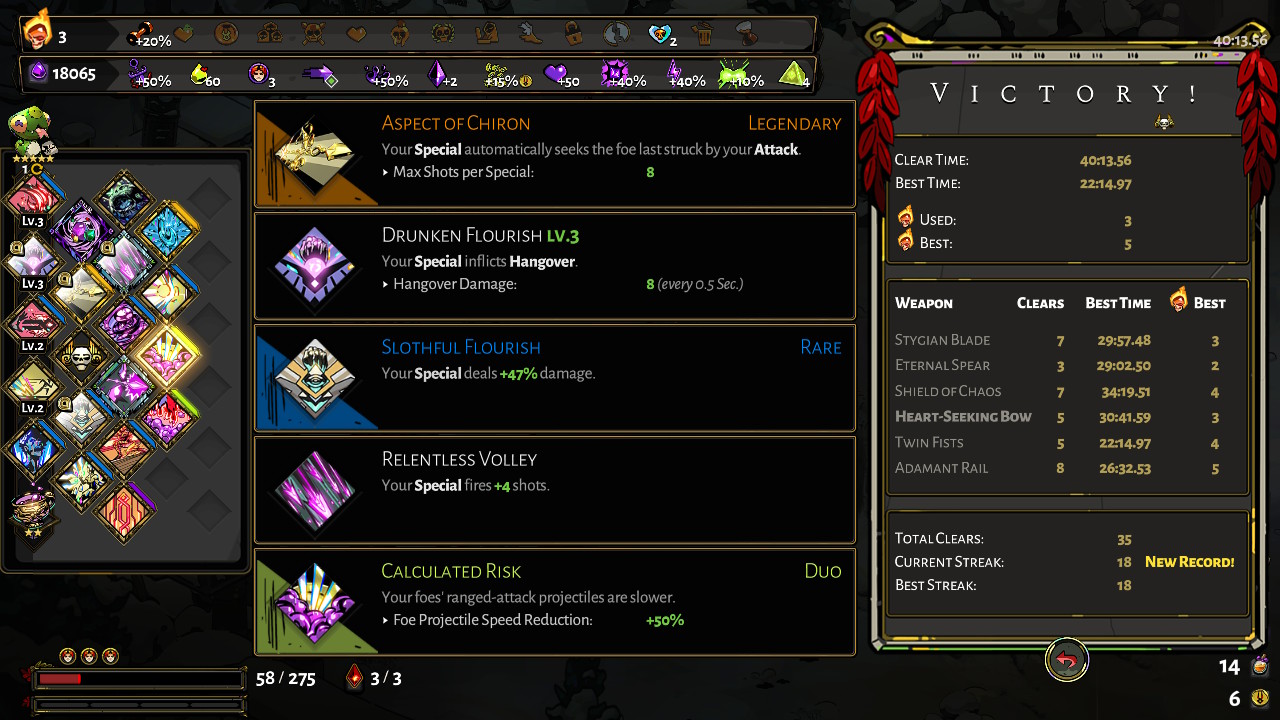 3
+20%
2
40:13.56
18065
+50%
60
3
+50%
+2
+15%
+50
+40%
+40%
+10%
4
VICTORY!
1
Lv.3
Lv.3
Lv.2
Lv.2
Aspect of Chiron Legendary
Your Special automatically seeks the foe last struck by your Attack.
‣ Max Shots per Special: 8
Drunken Flourish Lv.3
Your Special inflicts Hangover.
‣ Hangover Damage: 8 (every 0.5 Sec.)
Slothful Flourish Rare
Your Special deals +47% damage.
Relentless Volley
Your Special fires +4 shots.
Calculated Risk Duo
Your foes' ranged-attack projectiles are slower.
‣ Foe Projectile Speed Reduction: +50%
Clear Time: 40:13.56
Best Time: 22:14.97
Used: 3
Best: 5
Weapon Clears Best Time Best
Stygian Blade 7 29:57.48 3
Eternal Spear 3 29:02.50 2
Shield of Chaos 7 34:19.51 4
Heart-Seeking Bow 5 30:41.59 3
Twin Fists 5 22:14.97 4
Adamant Rail 8 26:32.53 5
Total Clears: 35
Current Streak: 18 New Record!
Best Streak: 18
58 / 275
3 / 3
14
6